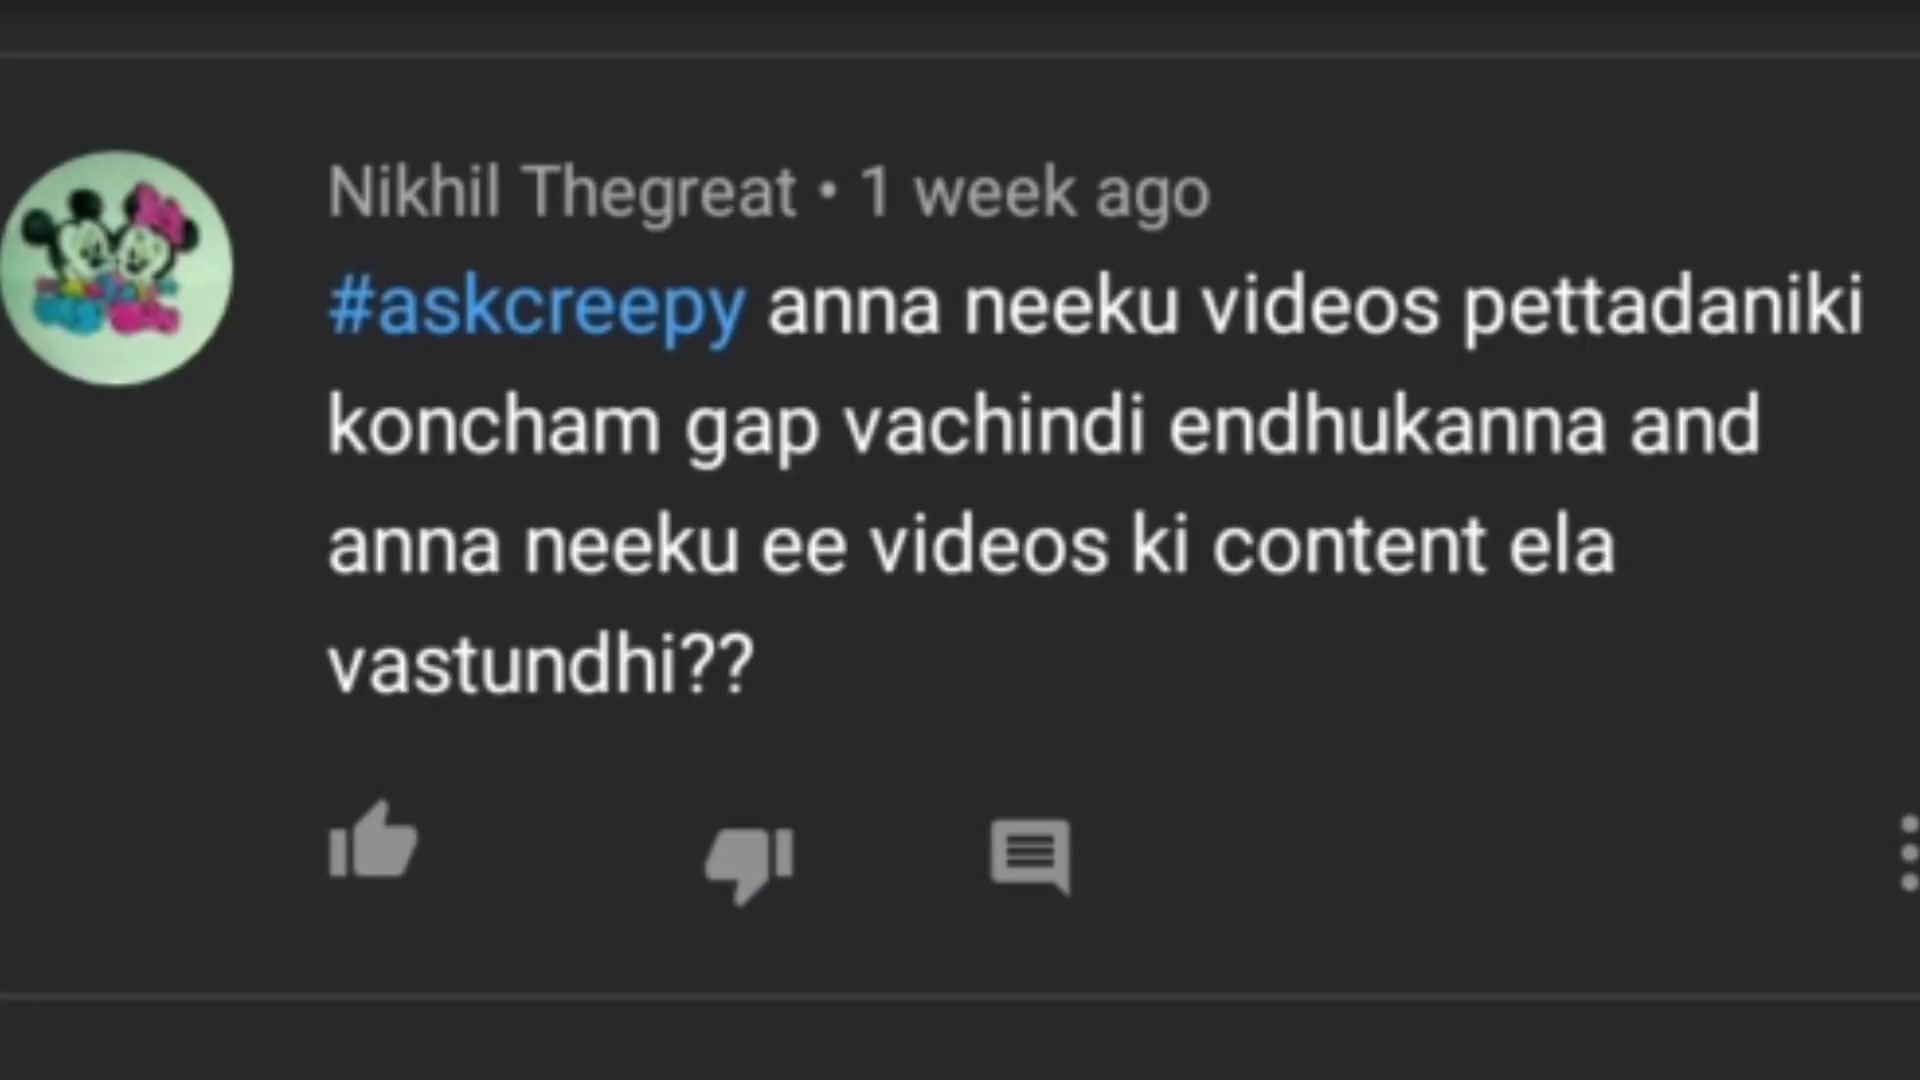 Nikhil Thegreat • 1 week ago
#askcreepy anna neeku videos pettadaniki
koncham gap vachindi endhukanna and
anna neeku ee videos ki content ela
vastundhi??